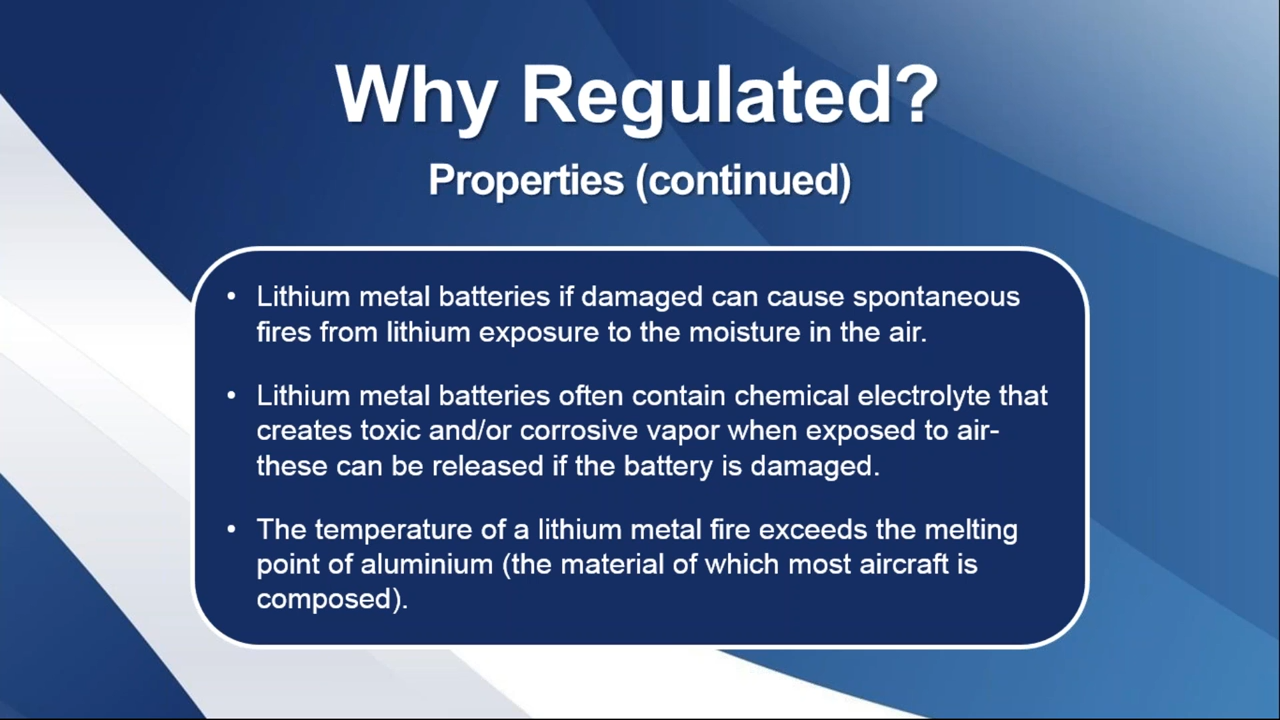 Why Regulated?
Properties (continued)
• Lithium metal batteries if damaged can cause spontaneous
fires from lithium exposure to the moisture in the air.
• Lithium metal batteries often contain chemical electrolyte that
creates toxic and/or corrosive vapor when exposed to air-
these can be released if the battery is damaged.
• The temperature of a lithium metal fire exceeds the melting
point of aluminium (the material of which most aircraft is
composed).